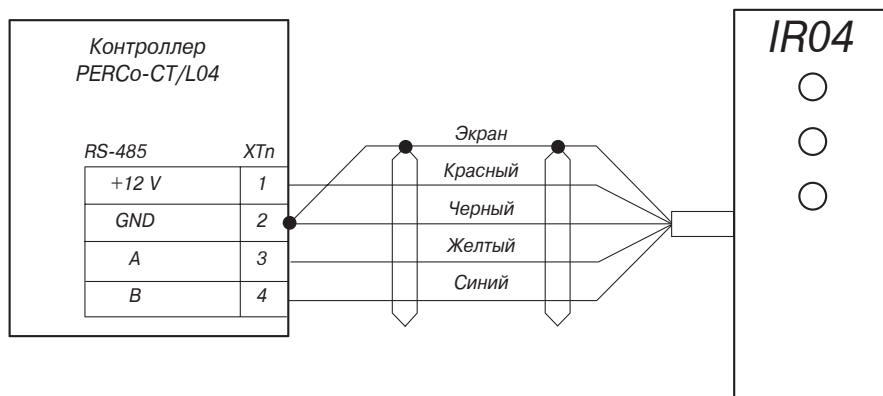 Контроллер
PERCo-CT/L04
IR04
RS-485 XTn
+12 V 1
GND 2
A 3
B 4
Экран
Красный
Черный
Желтый
Синий